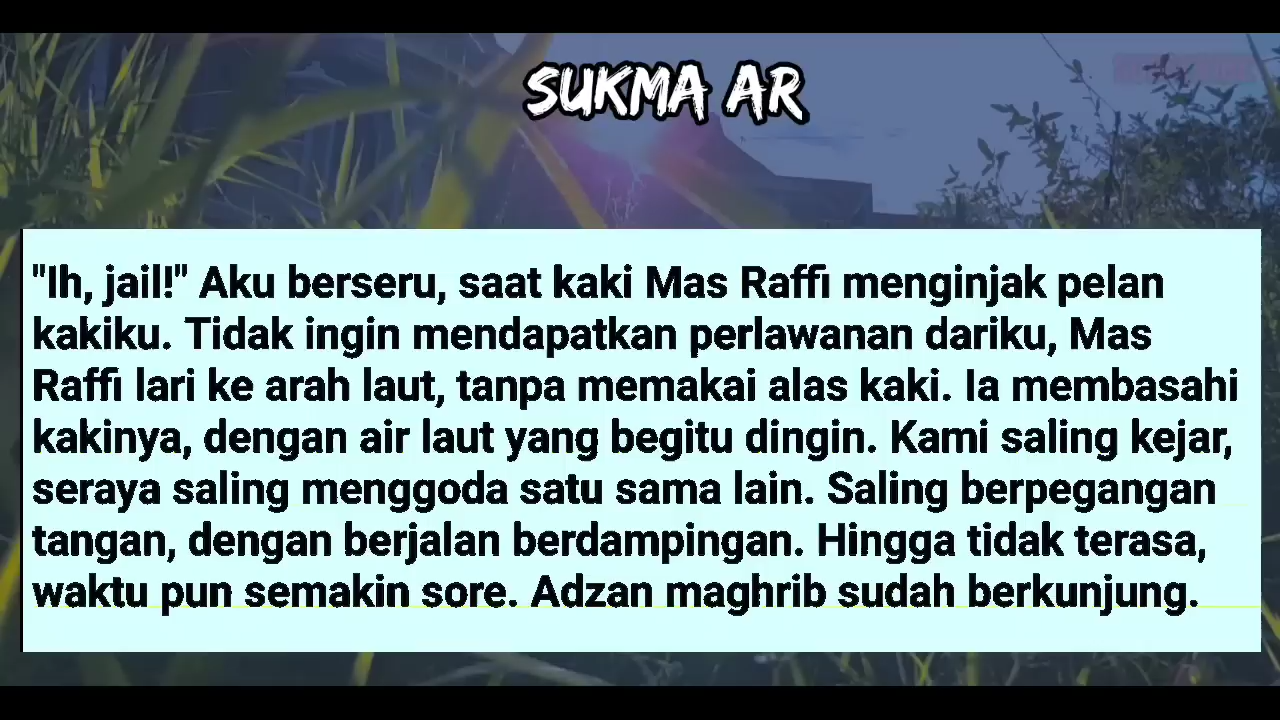 SUKMA AR
"Ih, jail!" Aku berseru, saat kaki Mas Raffi menginjak pelan
kakiku. Tidak ingin mendapatkan perlawanan dariku, Mas
Raffi lari ke arah laut, tanpa memakai alas kaki. Ia membasahi
kakinya, dengan air laut yang begitu dingin. Kami saling kejar,
seraya saling menggoda satu sama lain. Saling berpegangan
tangan, dengan berjalan berdampingan. Hingga tidak terasa,
waktu pun semakin sore. Adzan maghrib sudah berkunjung.